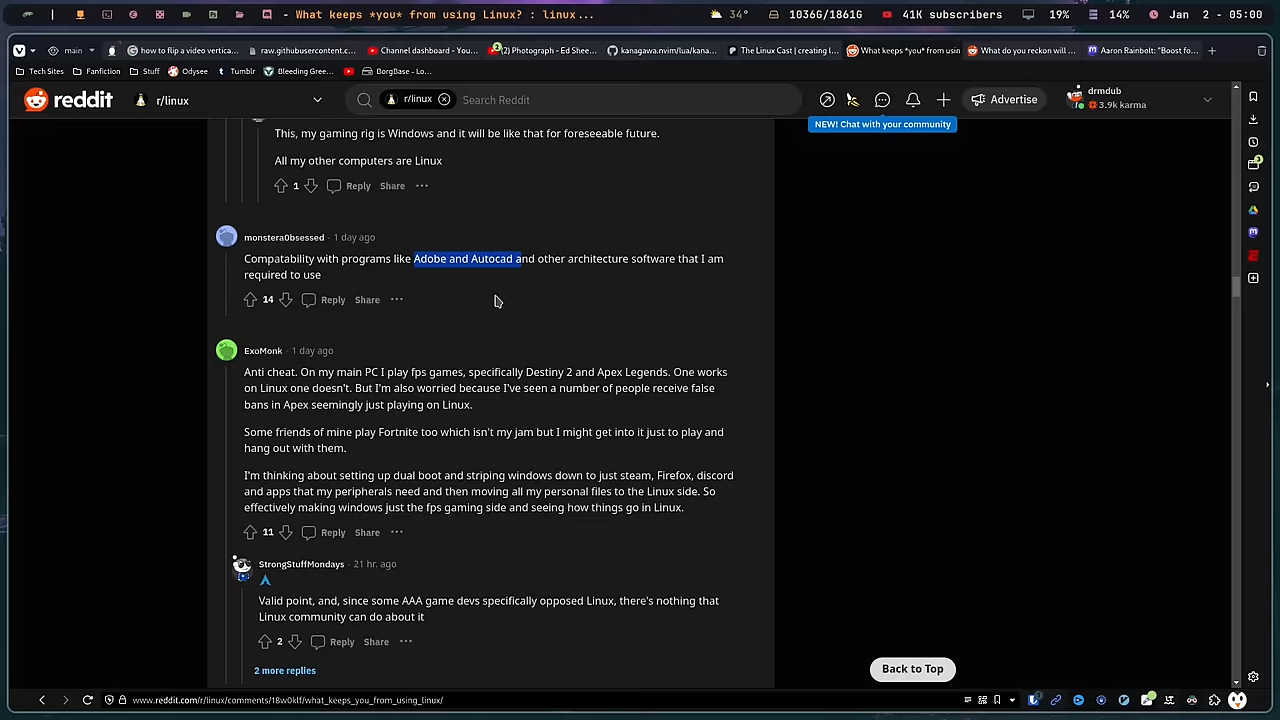 - What keeps *you* from using Linux? : linux...
34°
1036G/1861G
41K subscribers
19%
14%
Jan 2 - 05:00
main
how to flip a video vertica...
raw.githubusercontent.c...
Channel dashboard - You...
(2) Photograph - Ed Shee...
kanagawa.nvim/lua/kana...
The Linux Cast | creating l...
What keeps *you* from usin
What do you reckon will ...
Aaron Rainbolt: "Boost fo...
Tech Sites
Fanfiction
Stuff
Odysee
Tumblr
Bleeding Gree...
BorgBase - Lo...
reddit
r/linux
r/linux
Search Reddit
Advertise
drmdub
3.9k karma
NEW! Chat with your community
This, my gaming rig is Windows and it will be like that for foreseeable future.
All my other computers are Linux
1 Reply Share ...
monstera0bsessed · 1 day ago
Compatability with programs like Adobe and Autocad and other architecture software that I am
required to use
14 Reply Share ...
ExoMonk · 1 day ago
Anti cheat. On my main PC I play fps games, specifically Destiny 2 and Apex Legends. One works
on Linux one doesn't. But I'm also worried because I've seen a number of people receive false
bans in Apex seemingly just playing on Linux.
Some friends of mine play Fortnite too which isn't my jam but I might get into it just to play and
hang out with them.
I'm thinking about setting up dual boot and striping windows down to just steam, Firefox, discord
and apps that my peripherals need and then moving all my personal files to the Linux side. So
effectively making windows just the fps gaming side and seeing how things go in Linux.
11 Reply Share ...
StrongStuffMondays · 21 hr. ago
Valid point, and, since some AAA game devs specifically opposed Linux, there's nothing that
Linux community can do about it
2 Reply Share ...
2 more replies
Back to Top
www.reddit.com/r/linux/comments/18w0klf/what_keeps_you_from_using_linux/